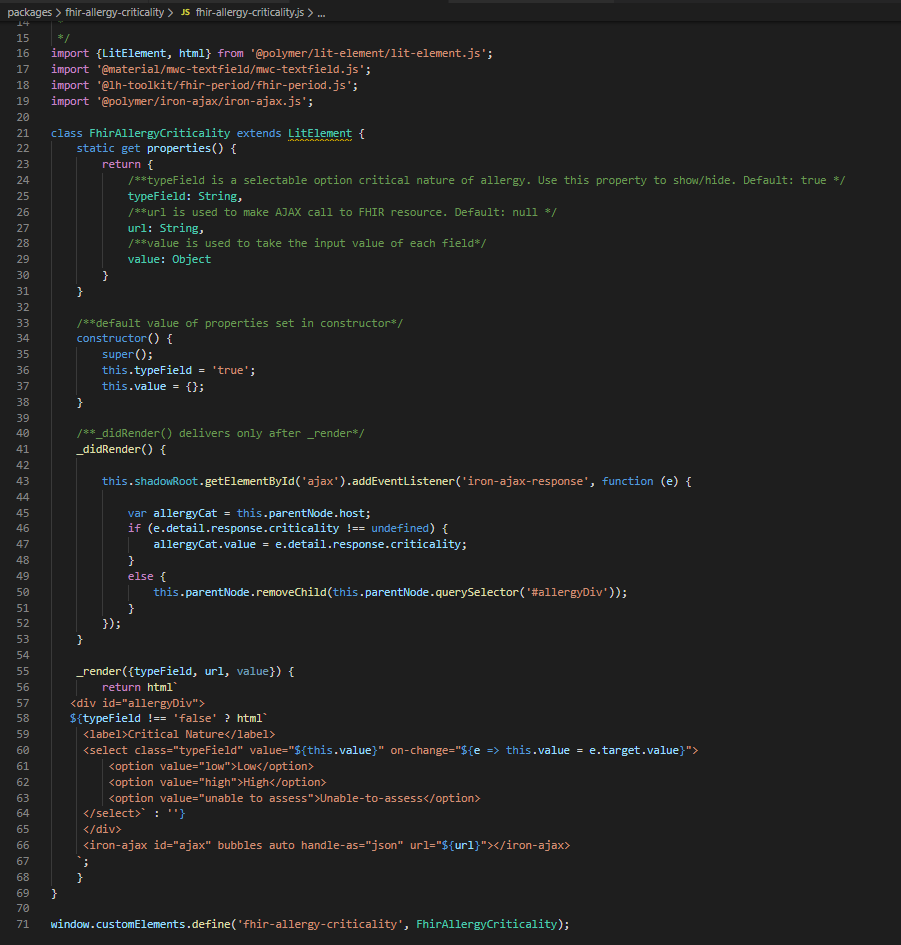 packages > fhir-allergy-criticality > JS fhir-allergy-criticality.js > ...
14 *
15 */
16 import {LitElement, html} from '@polymer/lit-element/lit-element.js';
17 import '@material/mwc-textfield/mwc-textfield.js';
18 import '@lh-toolkit/fhir-period/fhir-period.js';
19 import '@polymer/iron-ajax/iron-ajax.js';
20
21 class FhirAllergyCriticality extends LitElement {
22 static get properties() {
23 return {
24 /**typeField is a selectable option critical nature of allergy. Use this property to show/hide. Default: true */
25 typeField: String,
26 /**url is used to make AJAX call to FHIR resource. Default: null */
27 url: String,
28 /**value is used to take the input value of each field*/
29 value: Object
30 }
31 }
32
33 /**default value of properties set in constructor*/
34 constructor() {
35 super();
36 this.typeField = 'true';
37 this.value = {};
38 }
39
40 /**_didRender() delivers only after _render*/
41 _didRender() {
42
43 this.shadowRoot.getElementById('ajax').addEventListener('iron-ajax-response', function (e) {
44
45 var allergyCat = this.parentNode.host;
46 if (e.detail.response.criticality !== undefined) {
47 allergyCat.value = e.detail.response.criticality;
48 }
49 else {
50 this.parentNode.removeChild(this.parentNode.querySelector('#allergyDiv'));
51 }
52 });
53 }
54
55 _render({typeField, url, value}) {
56 return html`
57 <div id="allergyDiv">
58 ${typeField !== 'false' ? html`
59 <label>Critical Nature</label>
60 <select class="typeField" value="${this.value}" on-change="${e => this.value = e.target.value}">
61 <option value="low">Low</option>
62 <option value="high">High</option>
63 <option value="unable to assess">Unable-to-assess</option>
64 </select>` : ''}
65 </div>
66 <iron-ajax id="ajax" bubbles auto handle-as="json" url="${url}"></iron-ajax>
67 `;
68 }
69 }
70
71 window.customElements.define('fhir-allergy-criticality', FhirAllergyCriticality);